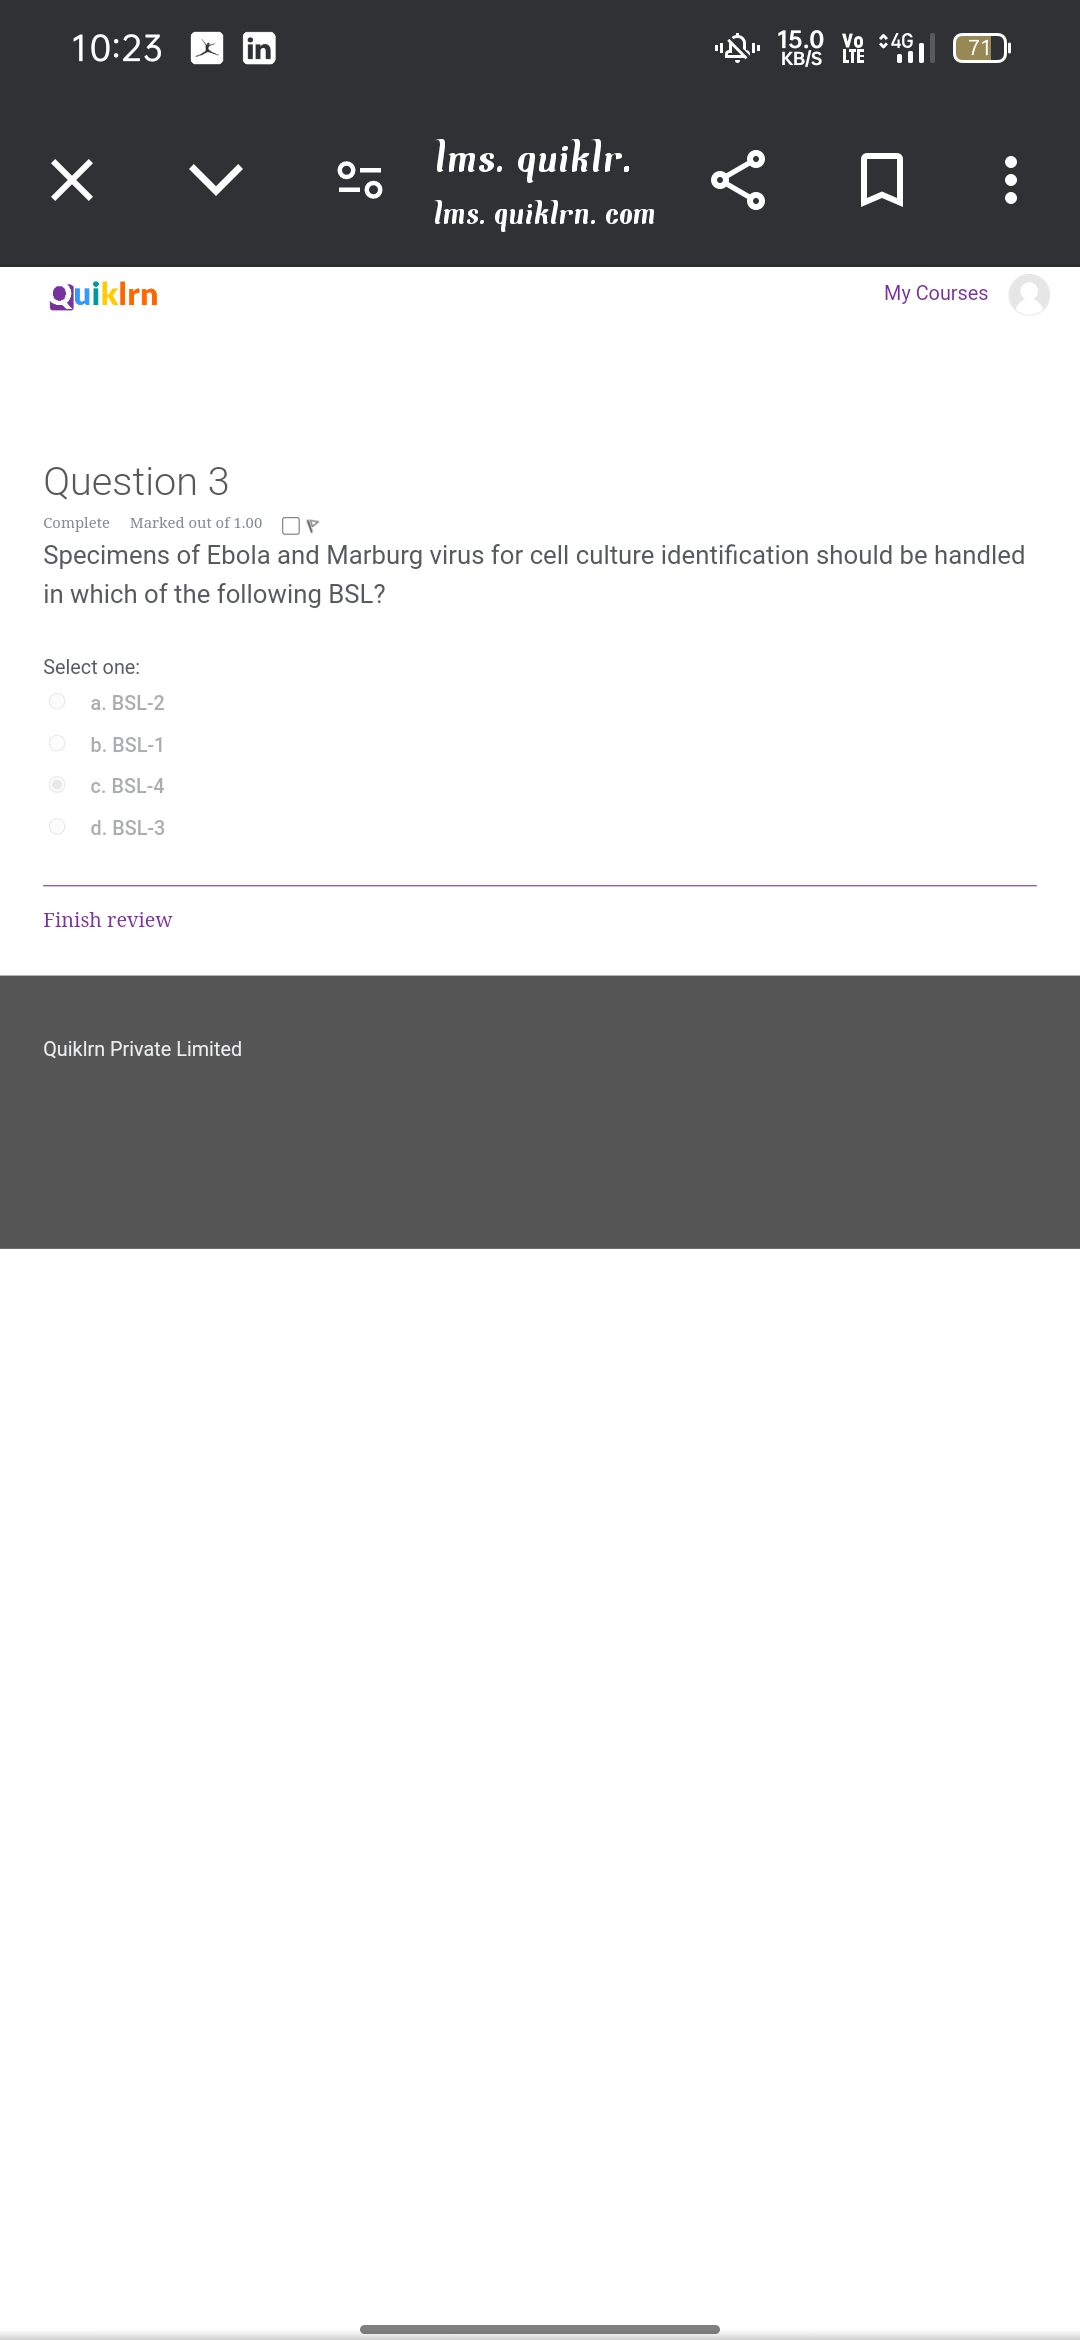 10:23 in 15.0 KB/S Vo LTE 4G 71
lms. quiklr.
lms. quiklrn. com
Quiklrn My Courses
Question 3
Complete Marked out of 1.00
Specimens of Ebola and Marburg virus for cell culture identification should be handled
in which of the following BSL?
Select one:
a. BSL-2
b. BSL-1
c. BSL-4
d. BSL-3
Finish review
Quiklrn Private Limited